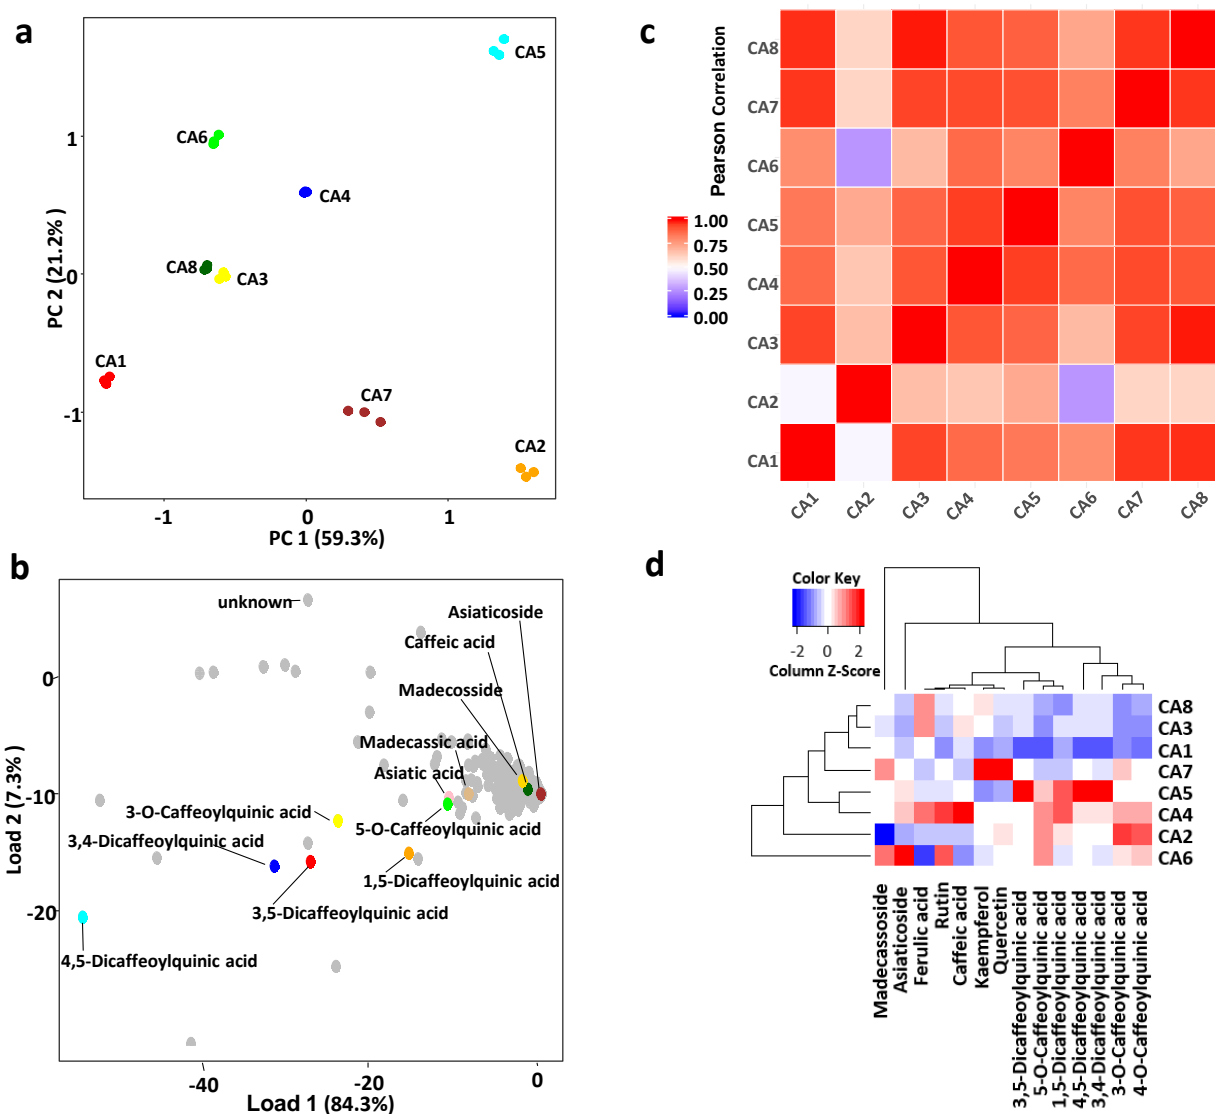 a
CA5
CA6
CA4
CA8
CA3
CA1
CA7
CA2
1
0
-1
PC 2 (21.2% )
-1
0
1
PC 1 (59.3%)
b
unknown
Asiaticoside
Caffeic acid
Madecosside
Madecassic acid
Asiatic acid
3-O-Caffeoylquinic acid
5-O-Caffeoylquinic acid
3,4-Dicaffeoylquinic acid
1,5-Dicaffeoylquinic acid
3,5-Dicaffeoylquinic acid
4,5-Dicaffeoylquinic acid
0
-10
-20
Load 2 (7.3%)
-40
-20
0
Load 1 (84.3%)
c
Pearson Correlation
1.00
0.75
0.50
0.25
0.00
CA8
CA7
CA6
CA5
CA4
CA3
CA2
CA1
CA1
CA2
CA3
CA4
CA5
CA6
CA7
CA8
d
Color Key
-2 0 2
Column Z-Score
CA8
CA3
CA1
CA7
CA5
CA4
CA2
CA6
Madecassoside
Asiaticoside
Ferulic acid
Rutin
Caffeic acid
Kaempferol
Quercetin
3,5-Dicaffeoylquinic acid
5-O-Caffeoylquinic acid
1,5-Dicaffeoylquinic acid
4,5-Dicaffeoylquinic acid
3,4-Dicaffeoylquinic acid
3-O-Caffeoylquinic acid
4-O-Caffeoylquinic acid